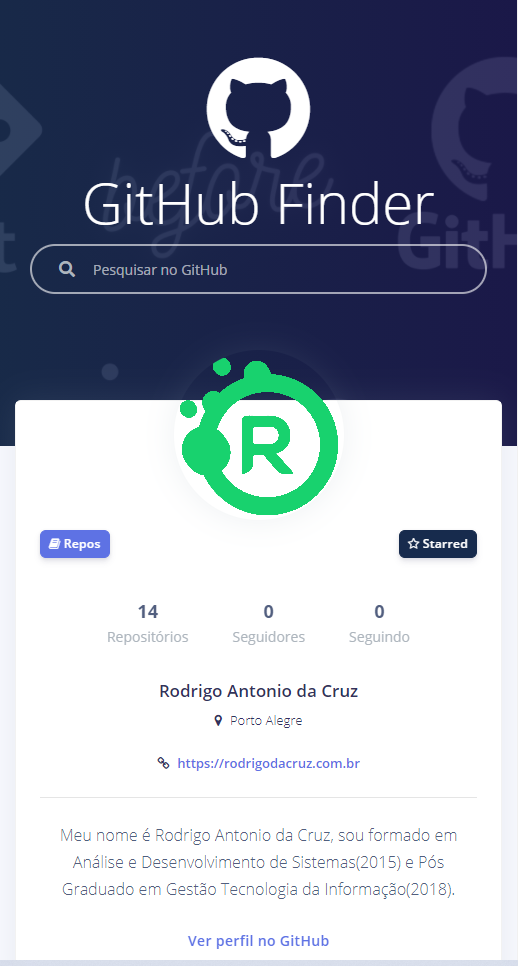 before
GitHub Finder
GitH
t
Pesquisar no GitHub
R
Repos
Starred
14
0
0
Repositórios
Seguidores
Seguindo
Rodrigo Antonio da Cruz
Porto Alegre
https://rodrigodacruz.com.br
Meu nome é Rodrigo Antonio da Cruz, sou formado em
Análise e Desenvolvimento de Sistemas(2015) e Pós
Graduado em Gestão Tecnologia da Informação(2018).
Ver perfil no GitHub